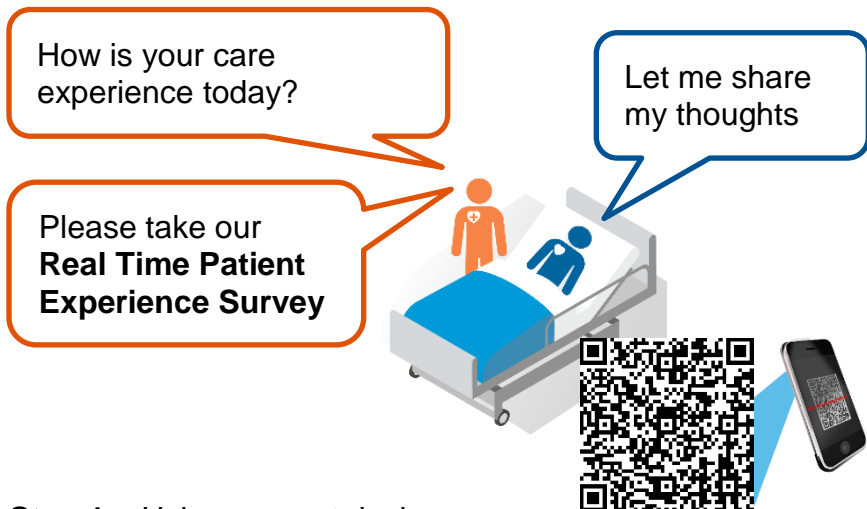 How is your care
experience today?
Let me share
my thoughts
Please take our
Real Time Patient
Experience Survey